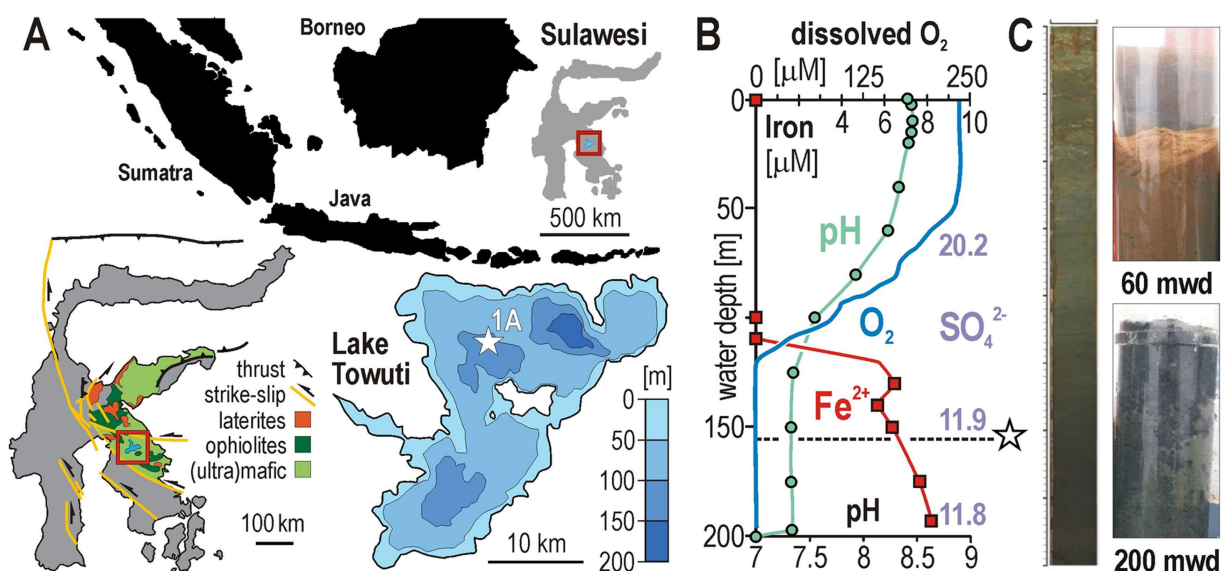 A
Borneo
Sulawesi
Sumatra
Java
500 km
1A
Lake
Towuti
[m]
0
50
100
150
200
10 km
thrust
strike-slip
laterites
ophiolites
(ultra)mafic
100 km
B
dissolved O2
0 [µM] 125 250
0
Iron 4 6 8 10
[µM]
50
pH
20.2
O2
SO4 2-
water depth [m]
Fe2+
11.9
150
pH
11.8
200
7 7.5 8 8.5 9
C
60 mwd
200 mwd